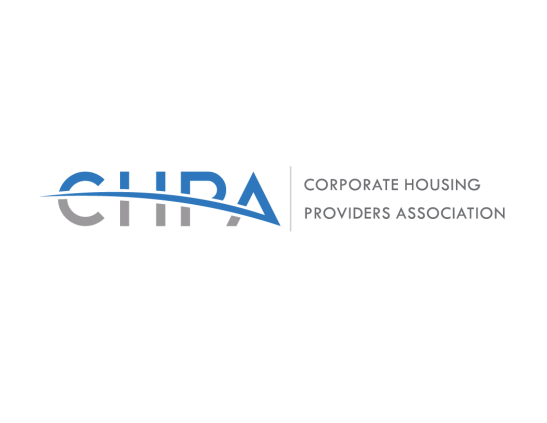 CHPA
CORPORATE HOUSING
PROVIDERS ASSOCIATION